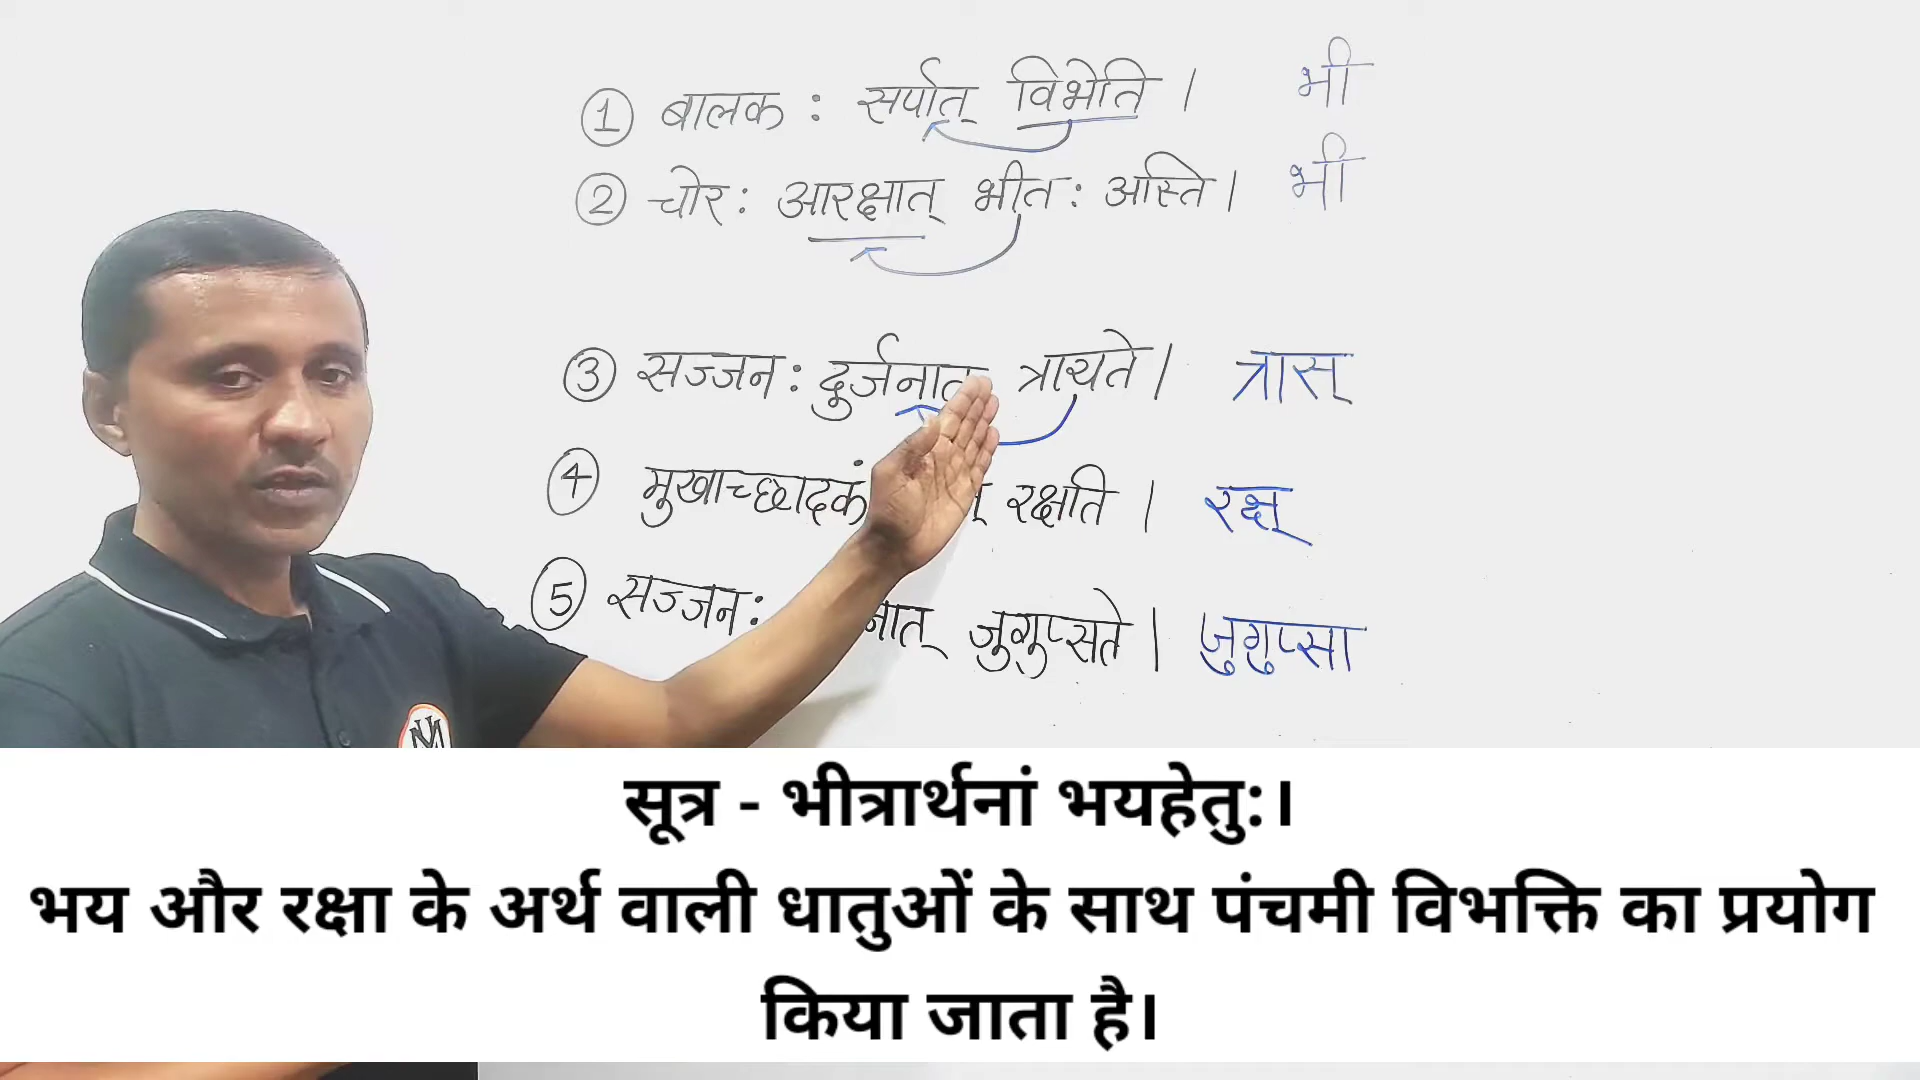 ① बालक : सर्पात् विभेति । भी
② चोर : आरक्षात् भीत : अस्ति । भी
③ सज्जन : दुर्जनात् त्रायते । त्रास्
④ मुखाच्छादकं रक्षति । रक्ष्
⑤ सज्जन : जुगुप्सते । जुगुप्सा
सूत्र - भीत्रार्थनां भयहेतु:।
भय और रक्षा के अर्थ वाली धातुओं के साथ पंचमी विभक्ति का प्रयोग
किया जाता है।